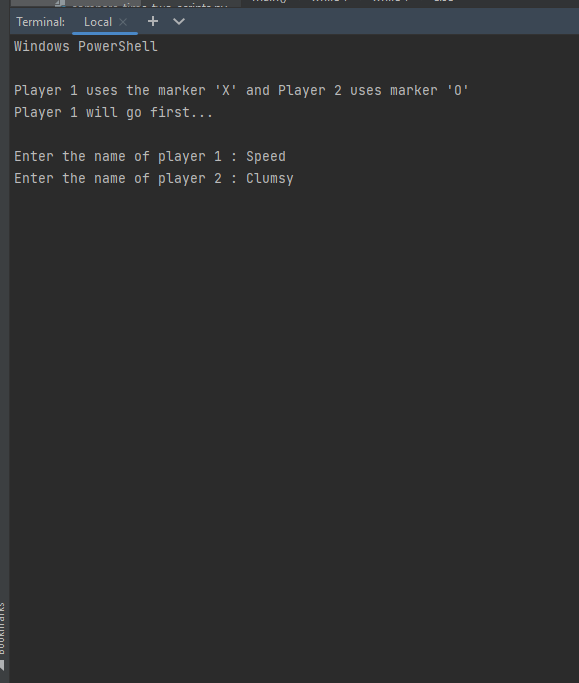 Terminal: Local
Windows PowerShell
Player 1 uses the marker 'X' and Player 2 uses marker 'O'
Player 1 will go first...
Enter the name of player 1 : Speed
Enter the name of player 2 : Clumsy
Bookmarks